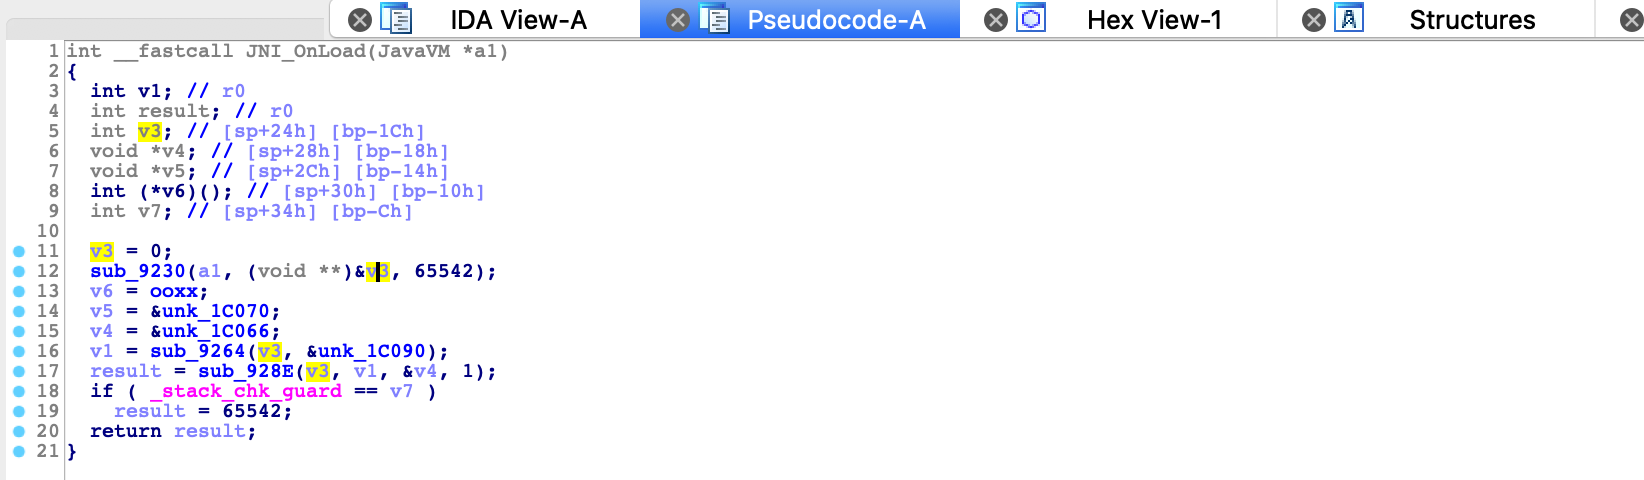 IDA View-A Pseudocode-A Hex View-1 Structures
1 int __fastcall JNI_OnLoad(JavaVM *a1)
2 {
3 int v1; // r0
4 int result; // r0
5 int v3; // [sp+24h] [bp-1Ch]
6 void *v4; // [sp+28h] [bp-18h]
7 void *v5; // [sp+2Ch] [bp-14h]
8 int (*v6)(); // [sp+30h] [bp-10h]
9 int v7; // [sp+34h] [bp-Ch]
10
11 v3 = 0;
12 sub_9230(a1, (void **)&v3, 65542);
13 v6 = ooxx;
14 v5 = &unk_1C070;
15 v4 = &unk_1C066;
16 v1 = sub_9264(v3, &unk_1C090);
17 result = sub_928E(v3, v1, &v4, 1);
18 if ( _stack_chk_guard == v7 )
19 result = 65542;
20 return result;
21 }